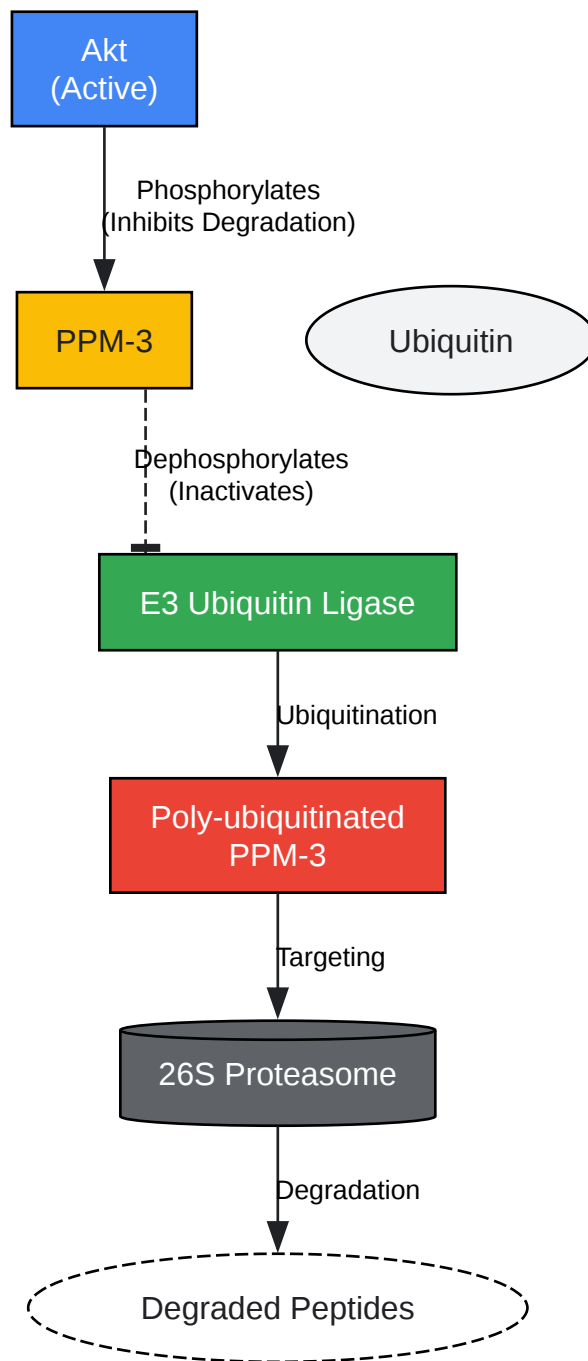 Akt
(Active)
Phosphorylates
(Inhibits Degradation)
PPM-3
Ubiquitin
Dephosphorylates
(Inactivates)
E3 Ubiquitin Ligase
Ubiquitination
Poly-ubiquitinated
PPM-3
Targeting
26S Proteasome
Degradation
Degraded Peptides